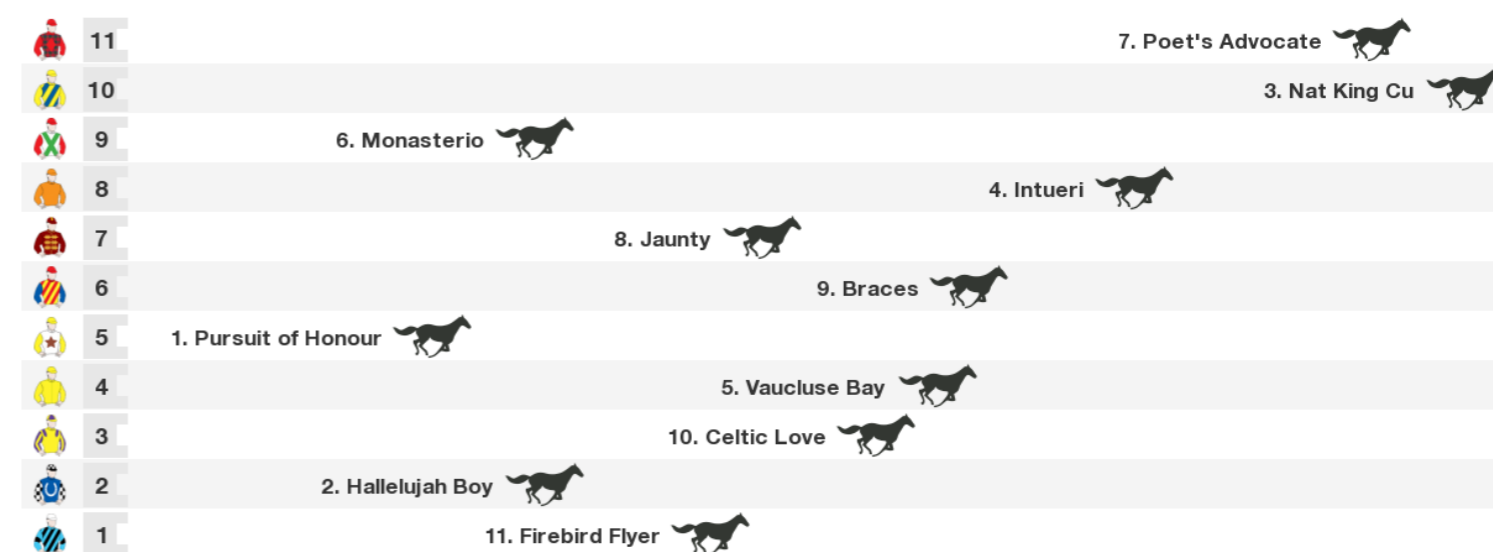 11 7. Poet's Advocate
10 3. Nat King Cu
9 6. Monasterio
8 4. Intueri
7 8. Jaunty
6 9. Braces
5 1. Pursuit of Honour
4 5. Vaucluse Bay
3 10. Celtic Love
2 2. Hallelujah Boy
1 11. Firebird Flyer